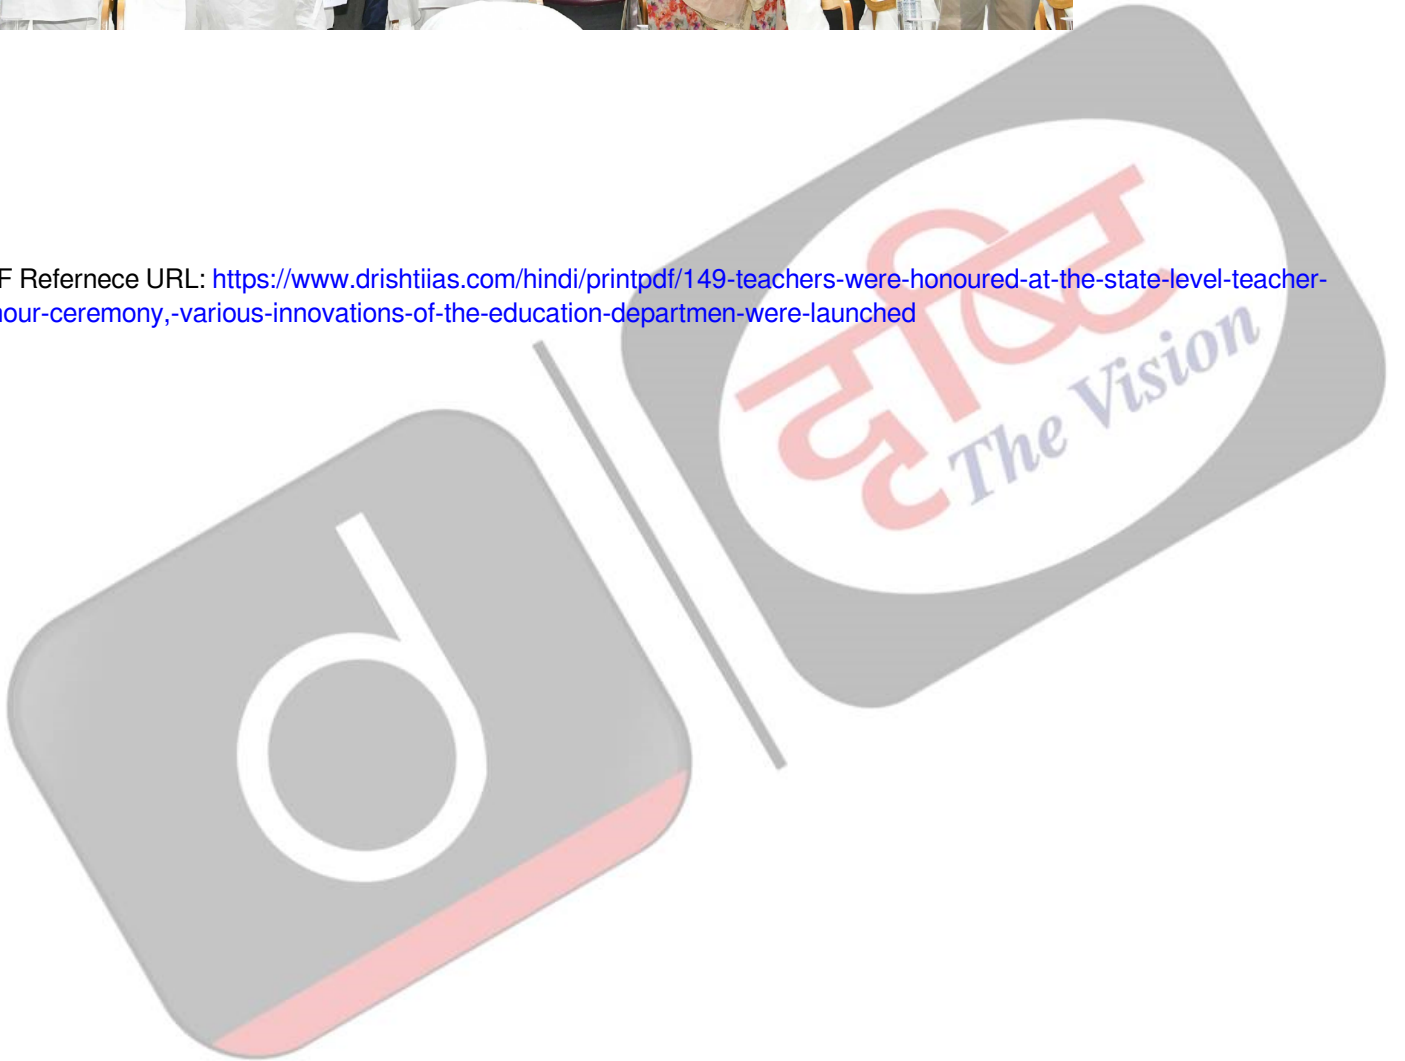 F Refernece URL: https://www.drishtiias.com/hindi/printpdf/149-teachers-were-honoured-at-the-state-level-teacher-
nour-ceremony,-various-innovations-of-the-education-departmen-were-launched
दृष्टि
The Vision
d